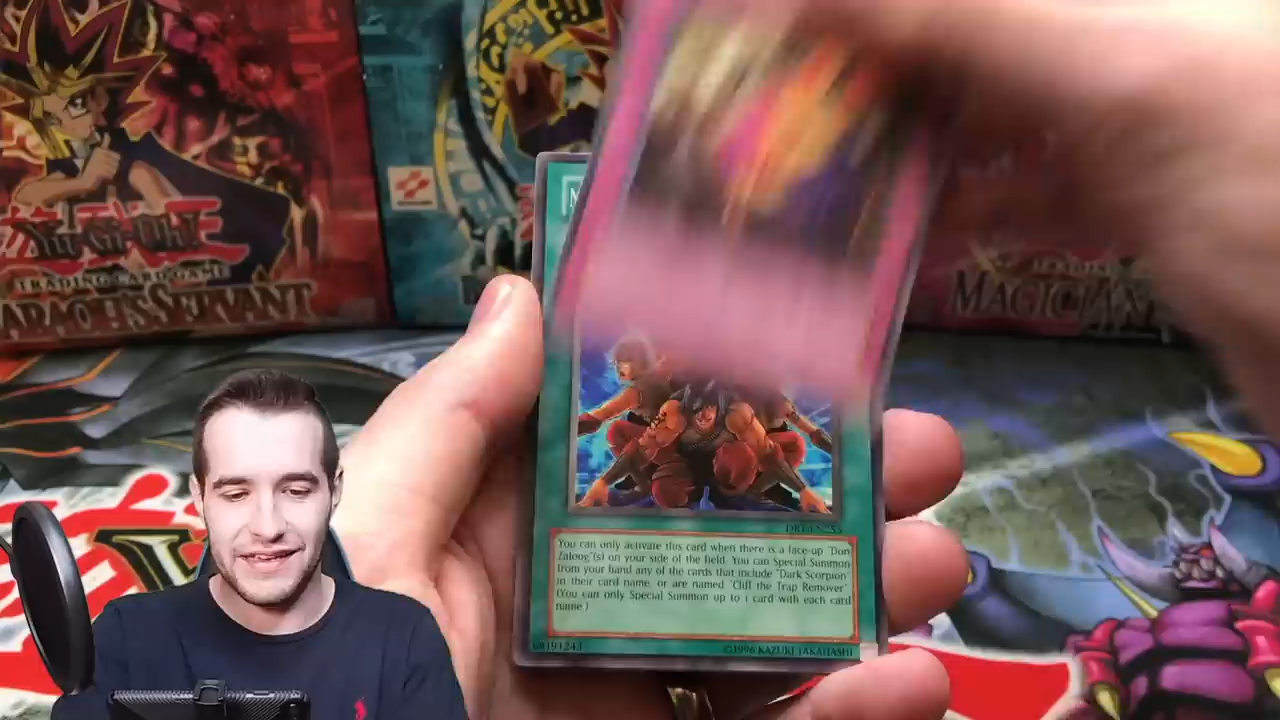 Yu-Gi-Oh!
TRADING CARD GAME
ARAOH'S SERVANT
MAGICIAN
M
You can only activate this card when there is a face-up "Don
Zaloog"(s) on your side of the field. You can Special Summon
from your hand any of the cards that include "Dark Scorpion"
in their card name, or are named "Cliff the Trap Remover"
(You can only Special Summon up to 1 card with each card
name.)
©1996 KAZUKI TAKAHASHI